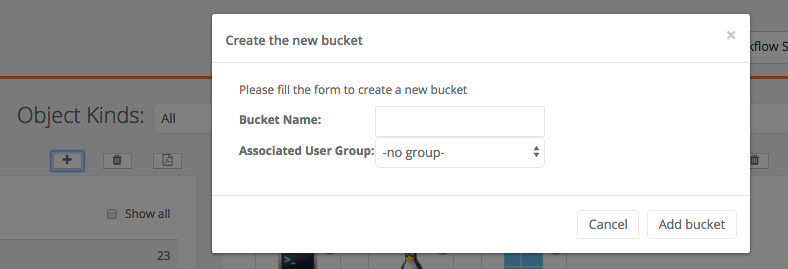 Create the new bucket
×
Please fill the form to create a new bucket
Bucket Name:
Associated User Group: -no group-
Cancel Add bucket
Object Kinds: All
Show all
23